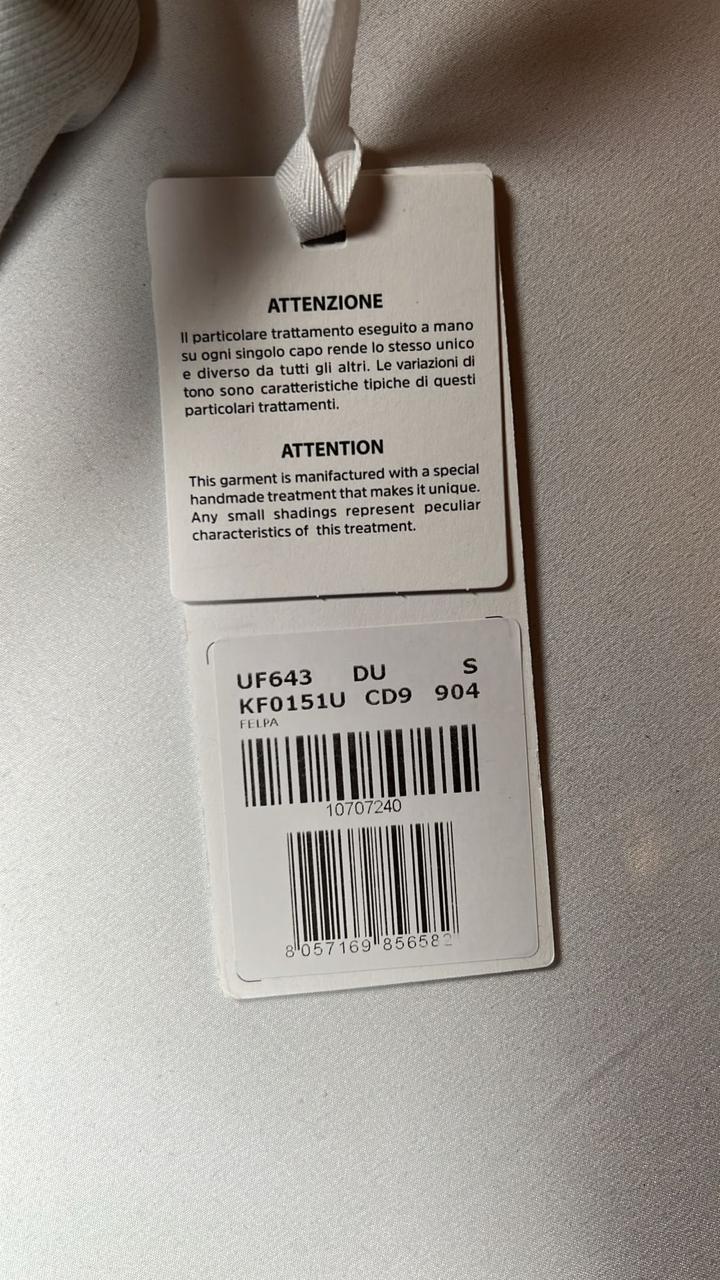 ATTENZIONE
Il particolare trattamento eseguito a mano
su ogni singolo capo rende lo stesso unico
e diverso da tutti gli altri. Le variazioni di
tono sono caratteristiche tipiche di questi
particolari trattamenti.
ATTENTION
This garment is manifactured with a special
handmade treatment that makes it unique.
Any small shadings represent peculiar
characteristics of this treatment.
UF643 DU S
KF0151U CD9 904
FELPA
10707240
8 057169 856582